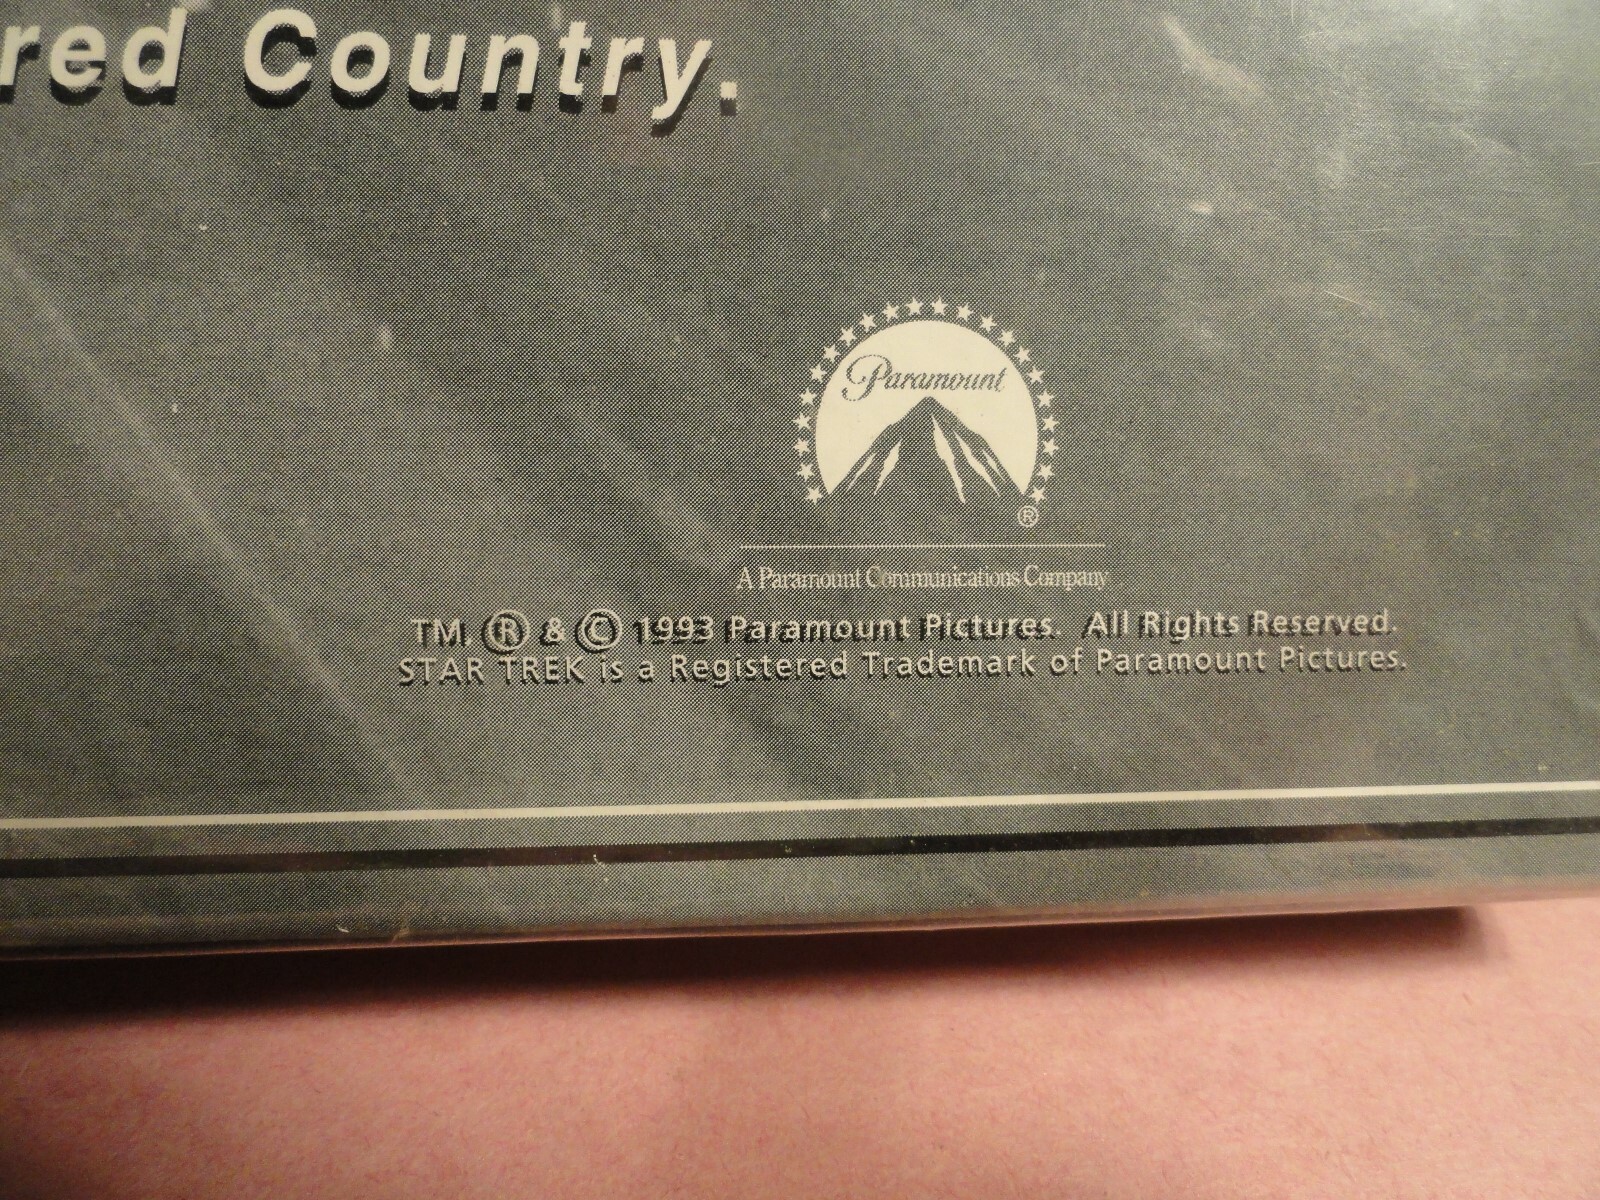 red Country.
Paramount
®
A Paramount Communications Company
TM, ® & © 1993 Paramount Pictures. All Rights Reserved.
STAR TREK is a Registered Trademark of Paramount Pictures.